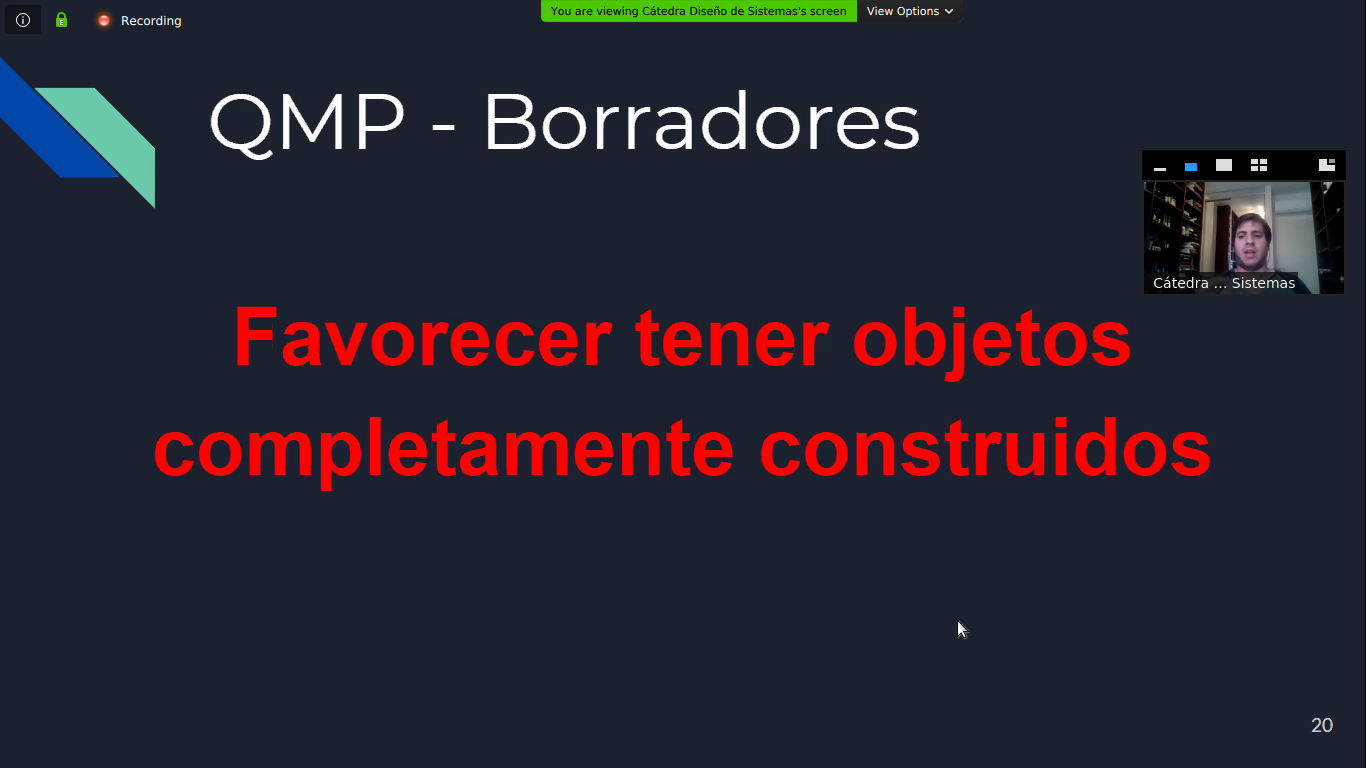 Recording
You are viewing Cátedra Diseño de Sistemas's screen
View Options
QMP - Borradores
Cátedra ... Sistemas
Favorecer tener objetos
completamente construidos
20